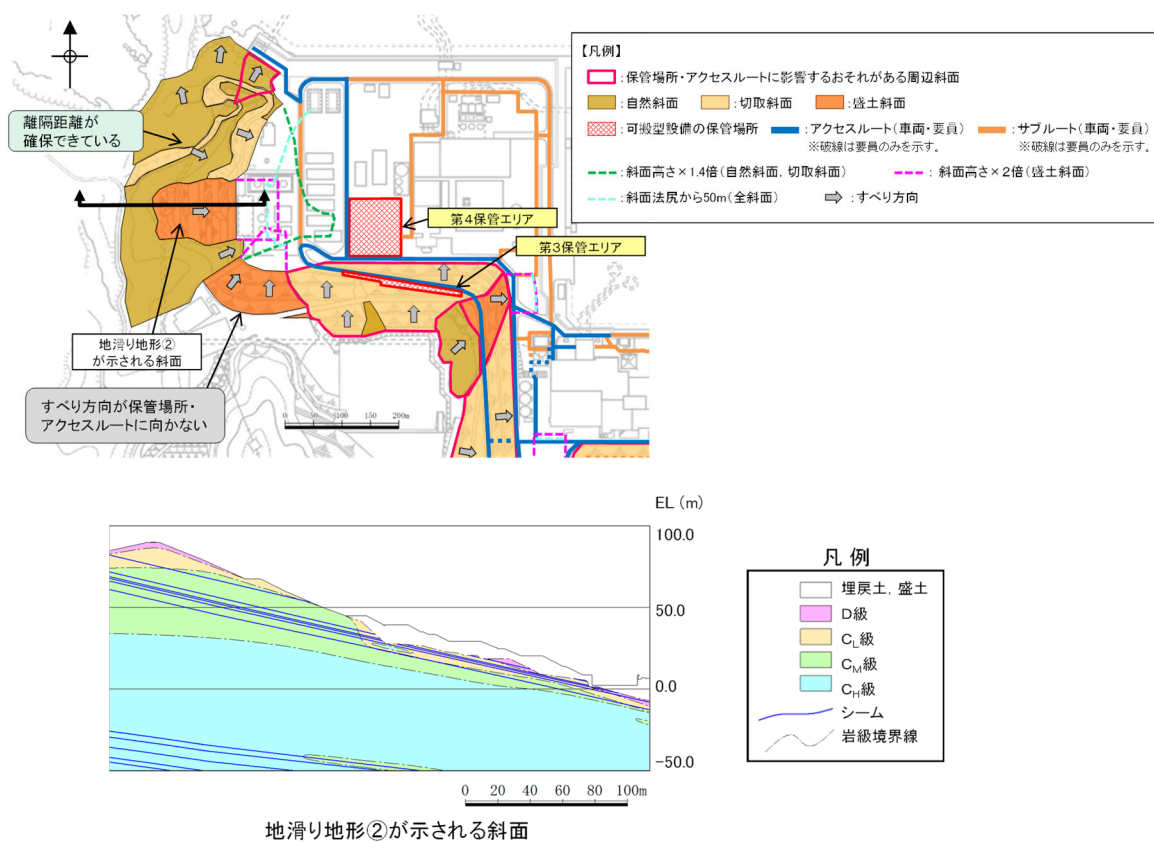 離隔距離が
確保できている
第4保管エリア
第3保管エリア
地滑り地形②
が示される斜面
すべり方向が保管場所・
アクセスルートに向かない
0 50 100 150 200m
【凡例】
:保管場所・アクセスルートに影響するおそれがある周辺斜面
:自然斜面 :切取斜面 :盛土斜面
:可搬型設備の保管場所 :アクセスルート(車両・要員) :サブルート(車両・要員)
※破線は要員のみを示す。 ※破線は要員のみを示す。
:斜面高さ×1.4倍(自然斜面, 切取斜面) :斜面高さ×2倍(盛土斜面)
:斜面法尻から50m(全斜面) :すべり方向
EL (m)
100.0
50.0
0.0
-50.0
0 20 40 60 80 100m
地滑り地形②が示される斜面
凡 例
埋戻土, 盛土
D級
CL級
CM級
CH級
シーム
岩級境界線